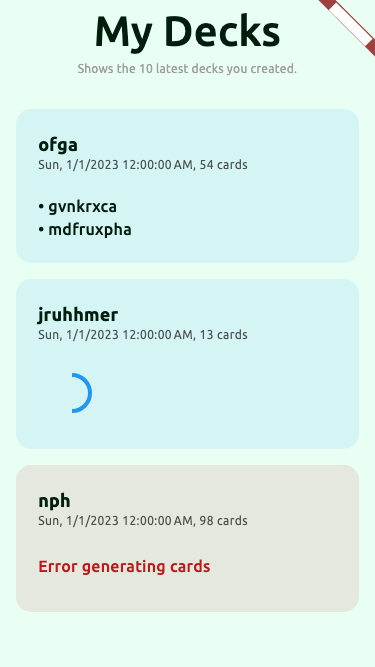 My Decks
Shows the 10 latest decks you created.
ofga
Sun, 1/1/2023 12:00:00 AM, 54 cards
• gvnkrxca
• mdfruxpha
jruhhmer
Sun, 1/1/2023 12:00:00 AM, 13 cards
nph
Sun, 1/1/2023 12:00:00 AM, 98 cards
Error generating cards